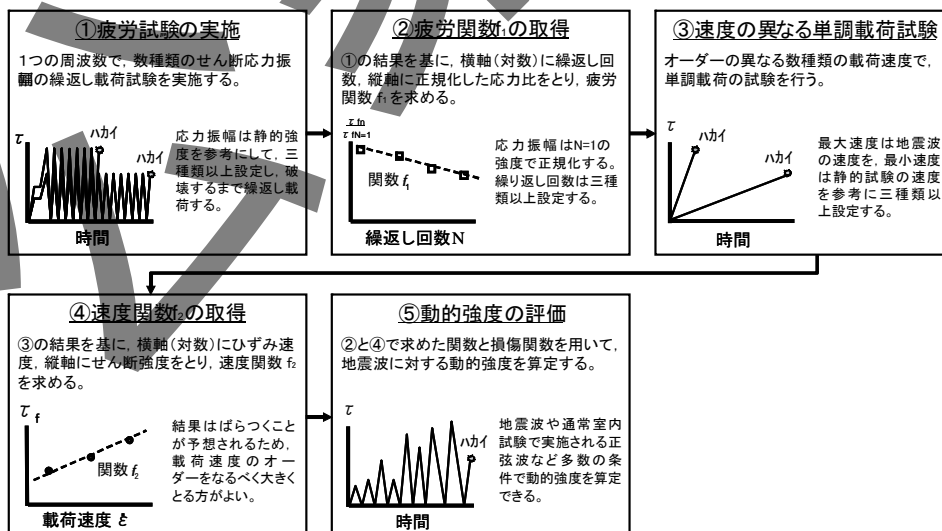 ①疲労試験の実施
1つの周波数で，数種類のせん断応力振
幅の繰返し載荷試験を実施する。
τ
ハカイ
ハカイ
応力振幅は静的強
度を参考にして，三
種類以上設定し，破
壊するまで繰返し載
荷する。
時間
②疲労関数f₁の取得
①の結果を基に，横軸（対数）に繰返し回
数，縦軸に正規化した応力比をとり，疲労
関数 f₁を求める。
τ fn
τ fN=1
関数 f₁
応力振幅はN=1の
強度で正規化する。
繰り返し回数は三種
類以上設定する。
繰返し回数N
③速度の異なる単調載荷試験
オーダーの異なる数種類の載荷速度で，
単調載荷の試験を行う。
τ
ハカイ
ハカイ
最大速度は地震波
の速度を，最小速度
は静的試験の速度
を参考に三種類以
上設定する。
時間
④速度関数f₂の取得
③の結果を基に，横軸（対数）にひずみ速
度，縦軸にせん断強度をとり，速度関数 f₂
を求める。
τ f
関数 f₂
結果はばらつくこと
が予想されるため，
載荷速度のオー
ダーをなるべく大きく
とる方がよい。
載荷速度 ε̇
⑤動的強度の評価
②と④で求めた関数と損傷関数を用いて，
地震波に対する動的強度を算定する。
τ
ハカイ
地震波や通常室内
試験で実施される正
弦波など多数の条
件で動的強度を算定
できる。
時間